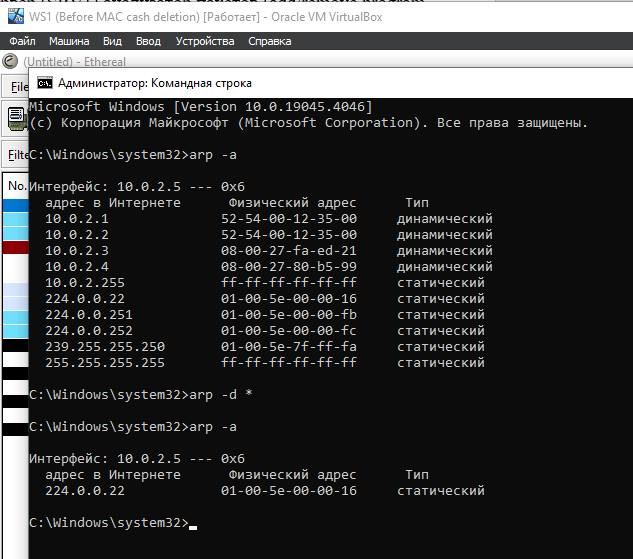 WS1 (Before MAC cash deletion) [Работает] - Oracle VM VirtualBox
Файл Машина Вид Ввод Устройства Справка
(Untitled) - Ethereal
File
Администратор: Командная строка
Filte
No.
Microsoft Windows [Version 10.0.19045.4046]
(c) Корпорация Майкрософт (Microsoft Corporation). Все права защищены.
C:\Windows\system32>arp -a
Интерфейс: 10.0.2.5 --- 0x6
адрес в Интернете Физический адрес Тип
10.0.2.1 52-54-00-12-35-00 динамический
10.0.2.2 52-54-00-12-35-00 динамический
10.0.2.3 08-00-27-fa-ed-21 динамический
10.0.2.4 08-00-27-80-b5-99 динамический
10.0.2.255 ff-ff-ff-ff-ff-ff статический
224.0.0.22 01-00-5e-00-00-16 статический
224.0.0.251 01-00-5e-00-00-fb статический
224.0.0.252 01-00-5e-00-00-fc статический
239.255.255.250 01-00-5e-7f-ff-fa статический
255.255.255.255 ff-ff-ff-ff-ff-ff статический
C:\Windows\system32>arp -d *
C:\Windows\system32>arp -a
Интерфейс: 10.0.2.5 --- 0x6
адрес в Интернете Физический адрес Тип
224.0.0.22 01-00-5e-00-00-16 статический
C:\Windows\system32>